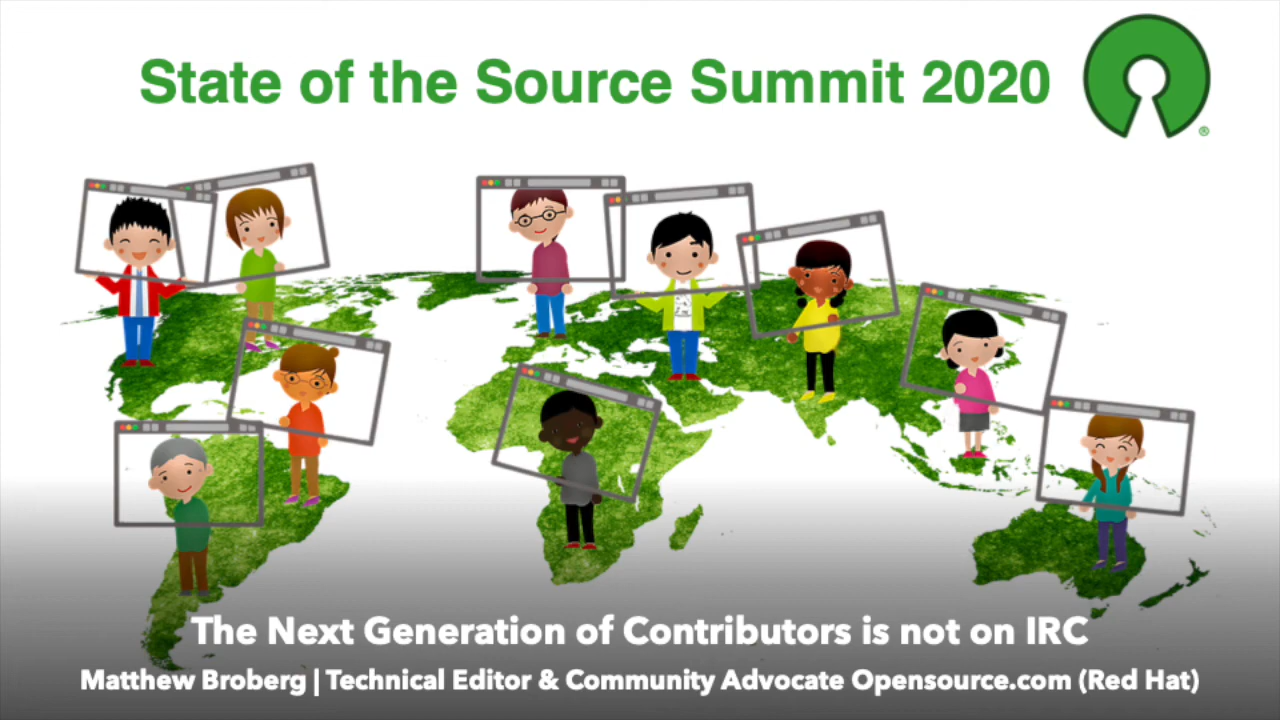 State of the Source Summit 2020
®
The Next Generation of Contributors is not on IRC
Matthew Broberg | Technical Editor & Community Advocate Opensource.com (Red Hat)